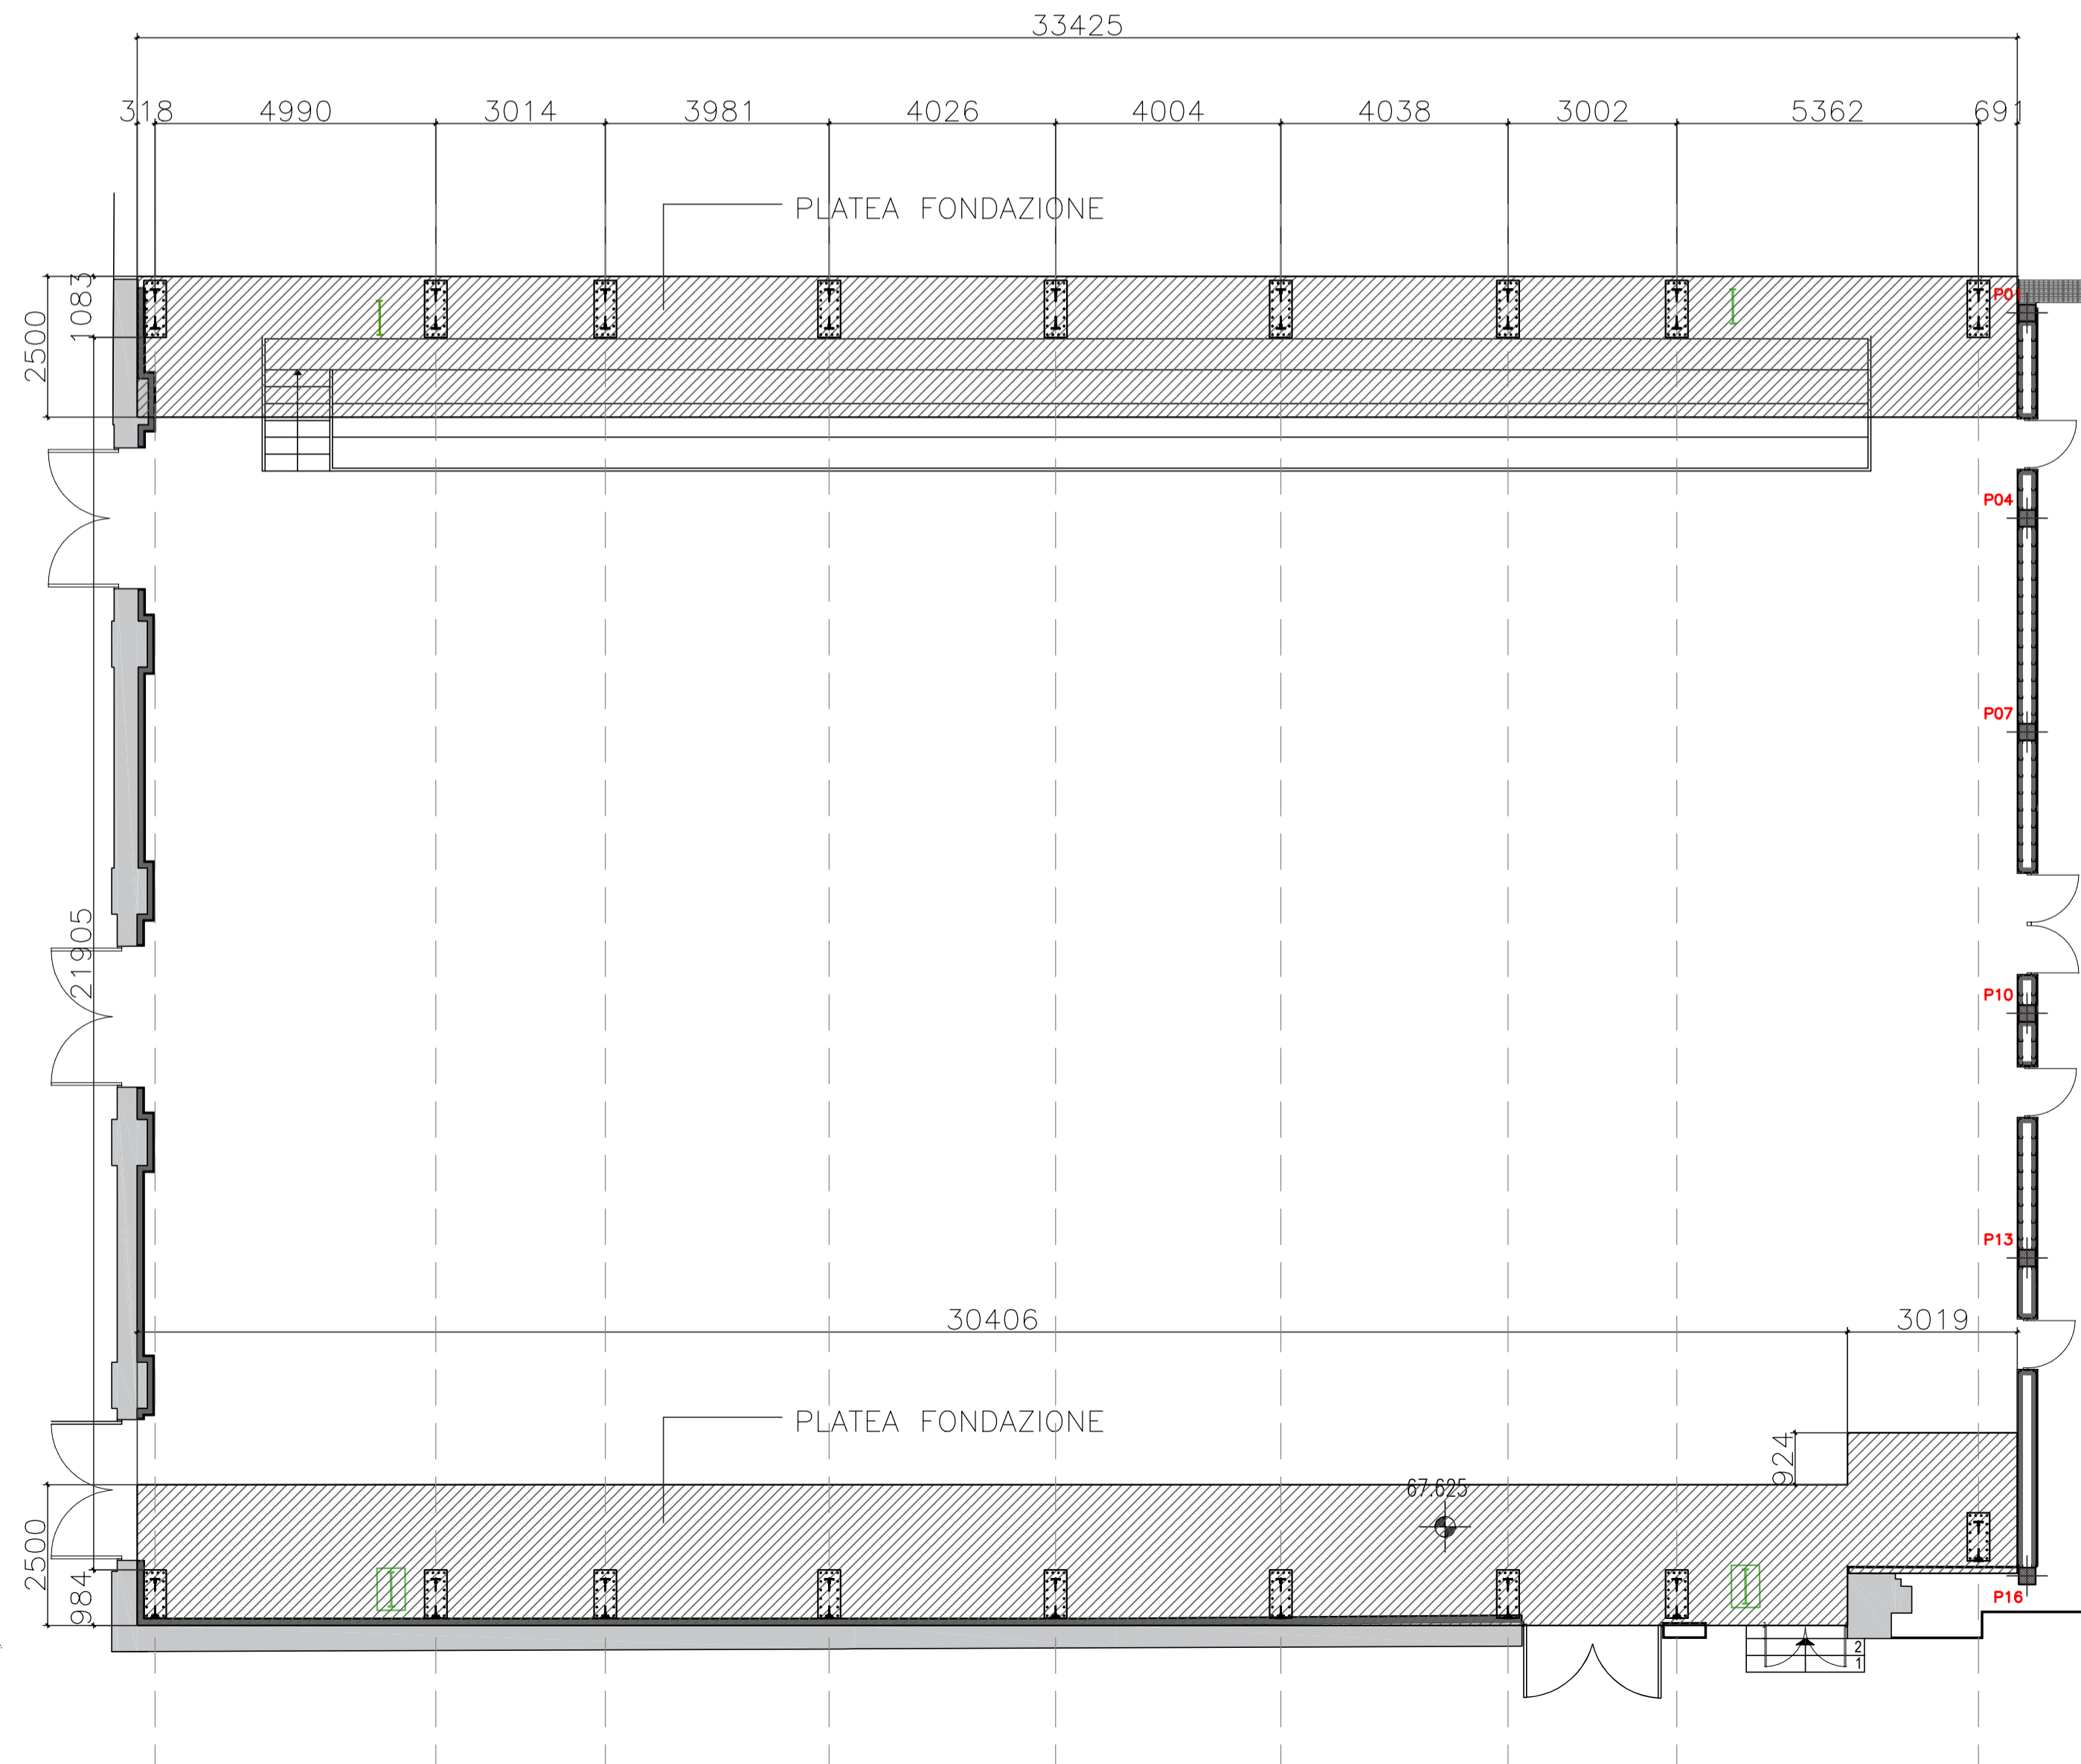 33425
318 4990 3014 3981 4026 4004 4038 3002 5362 691
PLATEA FONDAZIONE
1083
2500
P01
P04
P07
21905
P10
P13
30406 3019
PLATEA FONDAZIONE
924
67.625
2500
984
P16
2
1